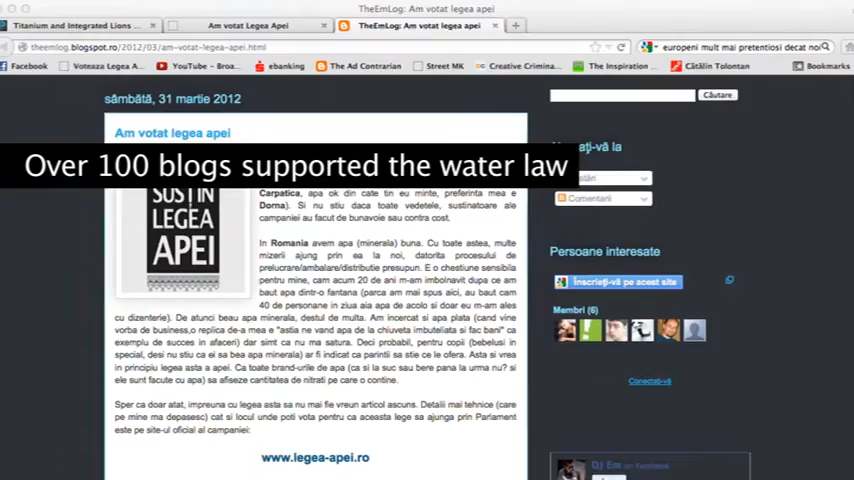 TheEmLog: Am votat legea apei
Titanium and Integrated Lions ...
Am votat Legea Apei
TheEmLog: Am votat legea apei
theemlog.blogspot.ro/2012/03/am-votat-legea-apei.html
europeni mult mai pretentiosi decat noi
Facebook
Voteaza Legea A...
YouTube – Broa...
ebanking
The Ad Contrarian
Street MK
Creative Crimina...
The Inspiration ...
Cătălin Tolontan
Bookmarks
sâmbătă, 31 martie 2012
Căutare
Am votat legea apei
Over 100 blogs supported the water law
SUSȚIN
LEGEA
APEI
Carpatica, apa ok din cate tin eu minte, preferinta mea e
Dorna). Si nu stiu daca toate vedetele, sustinatoare ale
campaniei au facut de bunavoie sau contra cost.
In Romania avem apa (minerala) buna. Cu toate astea, multe
mizerii ajung prin ea la noi, datorita procesului de
prelucrare/ambalare/distributie presupun. E o chestiune sensibila
pentru mine, cam acum 20 de ani m-am imbolnavit dupa ce am
baut apa dintr-o fantana (parca am mai spus aici, au baut cam
40 de persoane in ziua aia apa de acolo si doar eu m-am ales
cu dizenterie). De atunci beau apa minerala, destul de multa. Am incercat si apa plata (cand vine
vorba de business,o replica de-a mea e "astia ne vand apa de la chiuveta imbuteliata si fac bani" ca
exemplu de succes in afaceri) dar simt ca nu ma satura. Deci probabil, pentru copii (bebelusi in
special, desi nu stiu ca ei sa bea apa minerala) ar fi indicat ca parintii sa stie ce le ofera. Asta si vrea
in principiu legea asta a apei. Ca toate brand-urile de apa (ca si la suc sau bere pana la urma nu? si
ele sunt facute cu apa) sa afiseze cantitatea de nitrati pe care o contine.
Sper ca doar atat, impreuna cu legea asta sa nu mai fie vreun articol ascuns. Detalii mai tehnice (care
pe mine ma depasesc) cat si locul unde poti vota pentru ca aceasta lege sa ajunga prin Parlament
este pe site-ul oficial al campaniei:
www.legea-apei.ro
Comentarii
Persoane interesate
Înscrieți-vă pe acest site
Membri (6)
Conectați-vă
DJ Em on Facebook